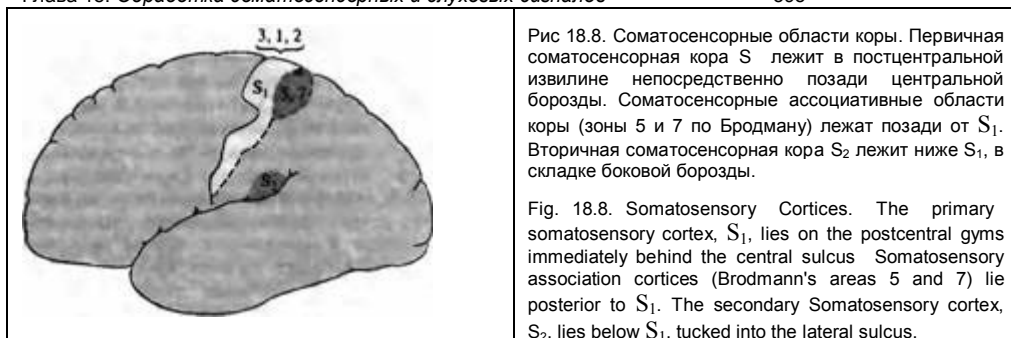 Глава 18. Обработка соматосенсорных и слуховых сигналов
3, 1, 2
S₁
5, 7
S₂
Рис 18.8. Соматосенсорные области коры. Первичная
соматосенсорная кора S лежит в постцентральной
извилине непосредственно позади центральной
борозды. Соматосенсорные ассоциативные области
коры (зоны 5 и 7 по Бродману) лежат позади от S₁.
Вторичная соматосенсорная кора S₂ лежит ниже S₁, в
складке боковой борозды.
Fig. 18.8. Somatosensory Cortices. The primary
somatosensory cortex, S₁, lies on the postcentral gyms
immediately behind the central sulcus Somatosensory
association cortices (Brodmann's areas 5 and 7) lie
posterior to S₁. The secondary Somatosensory cortex,
S₂, lies below S₁, tucked into the lateral sulcus.